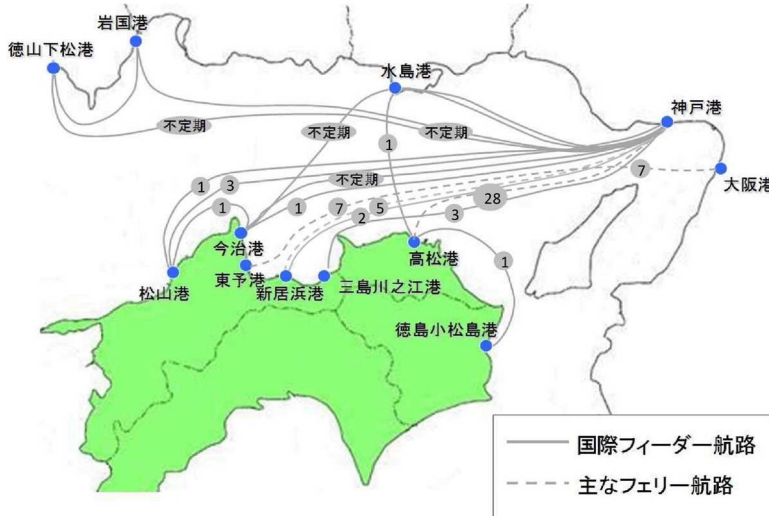 岩国港
徳山下松港
水島港
神戸港
不定期
不定期
不定期
1
大阪港
1
3
不定期
7
1
1
7
5
28
2
3
今治港
高松港
1
東予港
松山港
新居浜港
三島川之江港
徳島小松島港
国際フィーダー航路
主なフェリー航路